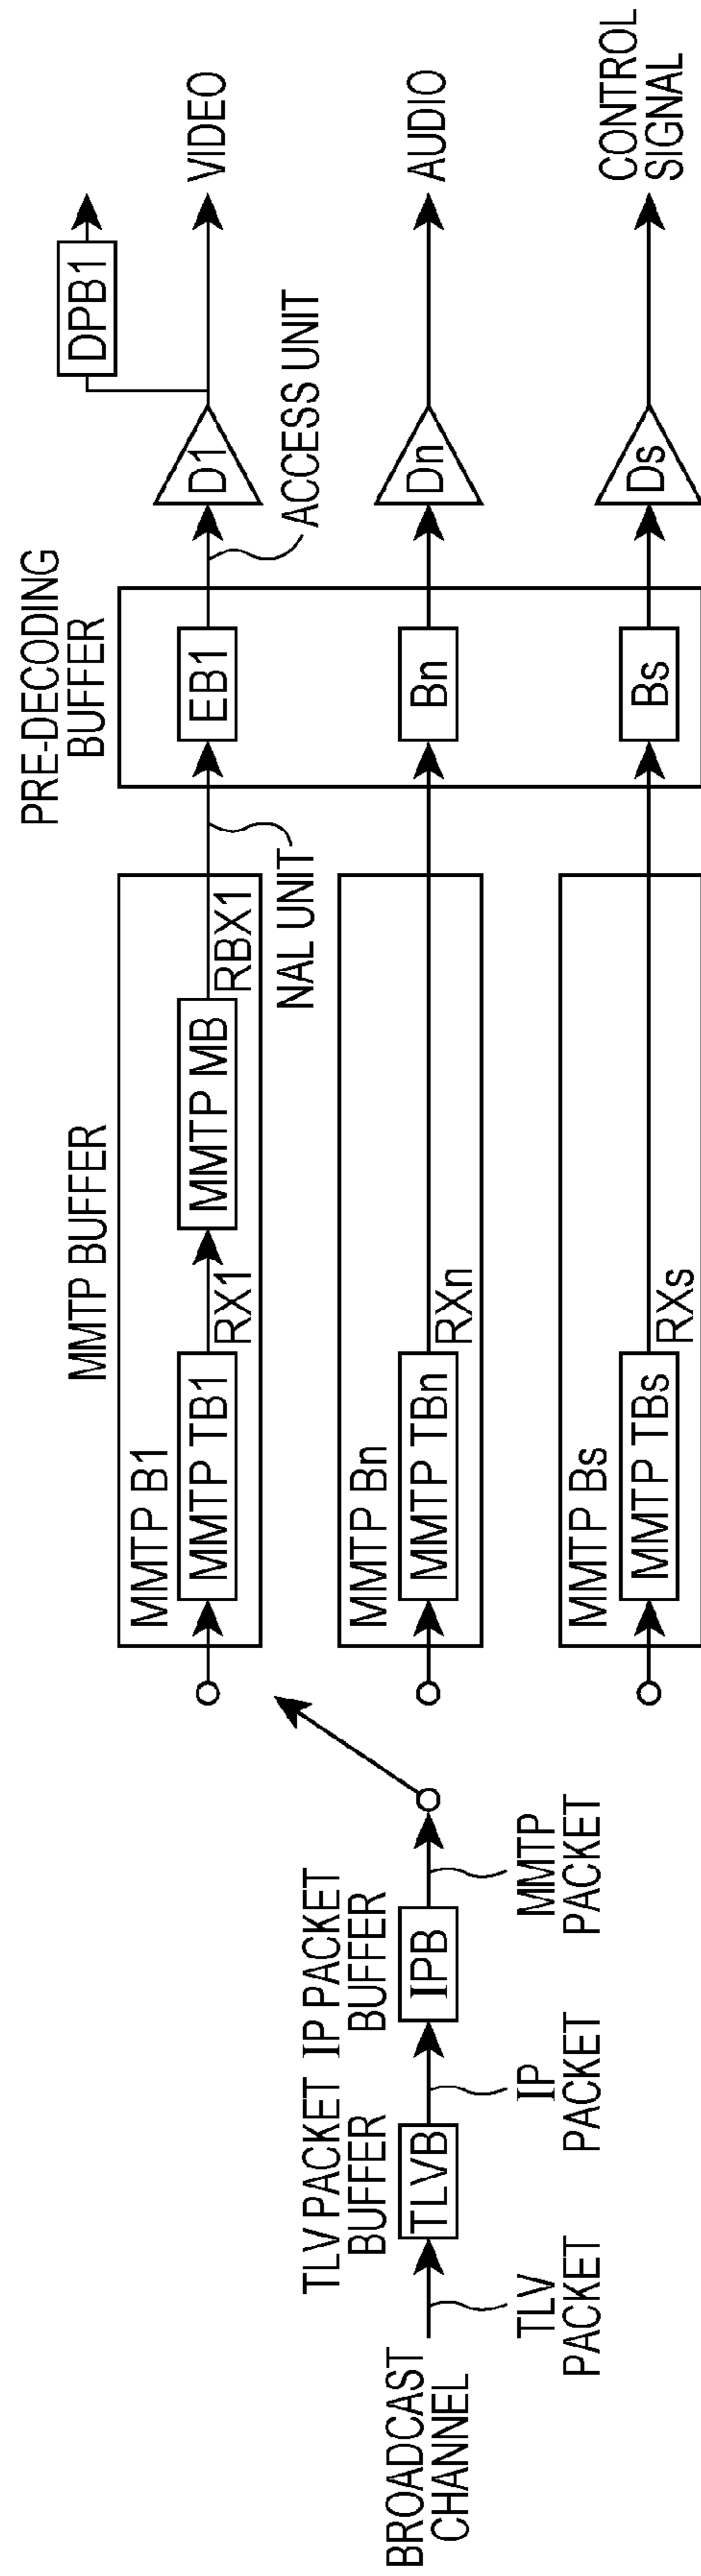 BROADCAST
CHANNEL
TLV
PACKET
TLV PACKET
BUFFER
TLVB
IP
PACKET
IP PACKET
BUFFER
IPB
MMTP
PACKET
MMTP BUFFER
MMTP B1
MMTP TB1
RX1
MMTP MB
RBX1
NAL UNIT
MMTP Bn
MMTP TBn
RXn
MMTP Bs
MMTP TBs
RXs
PRE-DECODING
BUFFER
EB1
Bn
Bs
ACCESS UNIT
D1
Dn
Ds
DPB1
VIDEO
AUDIO
CONTROL
SIGNAL